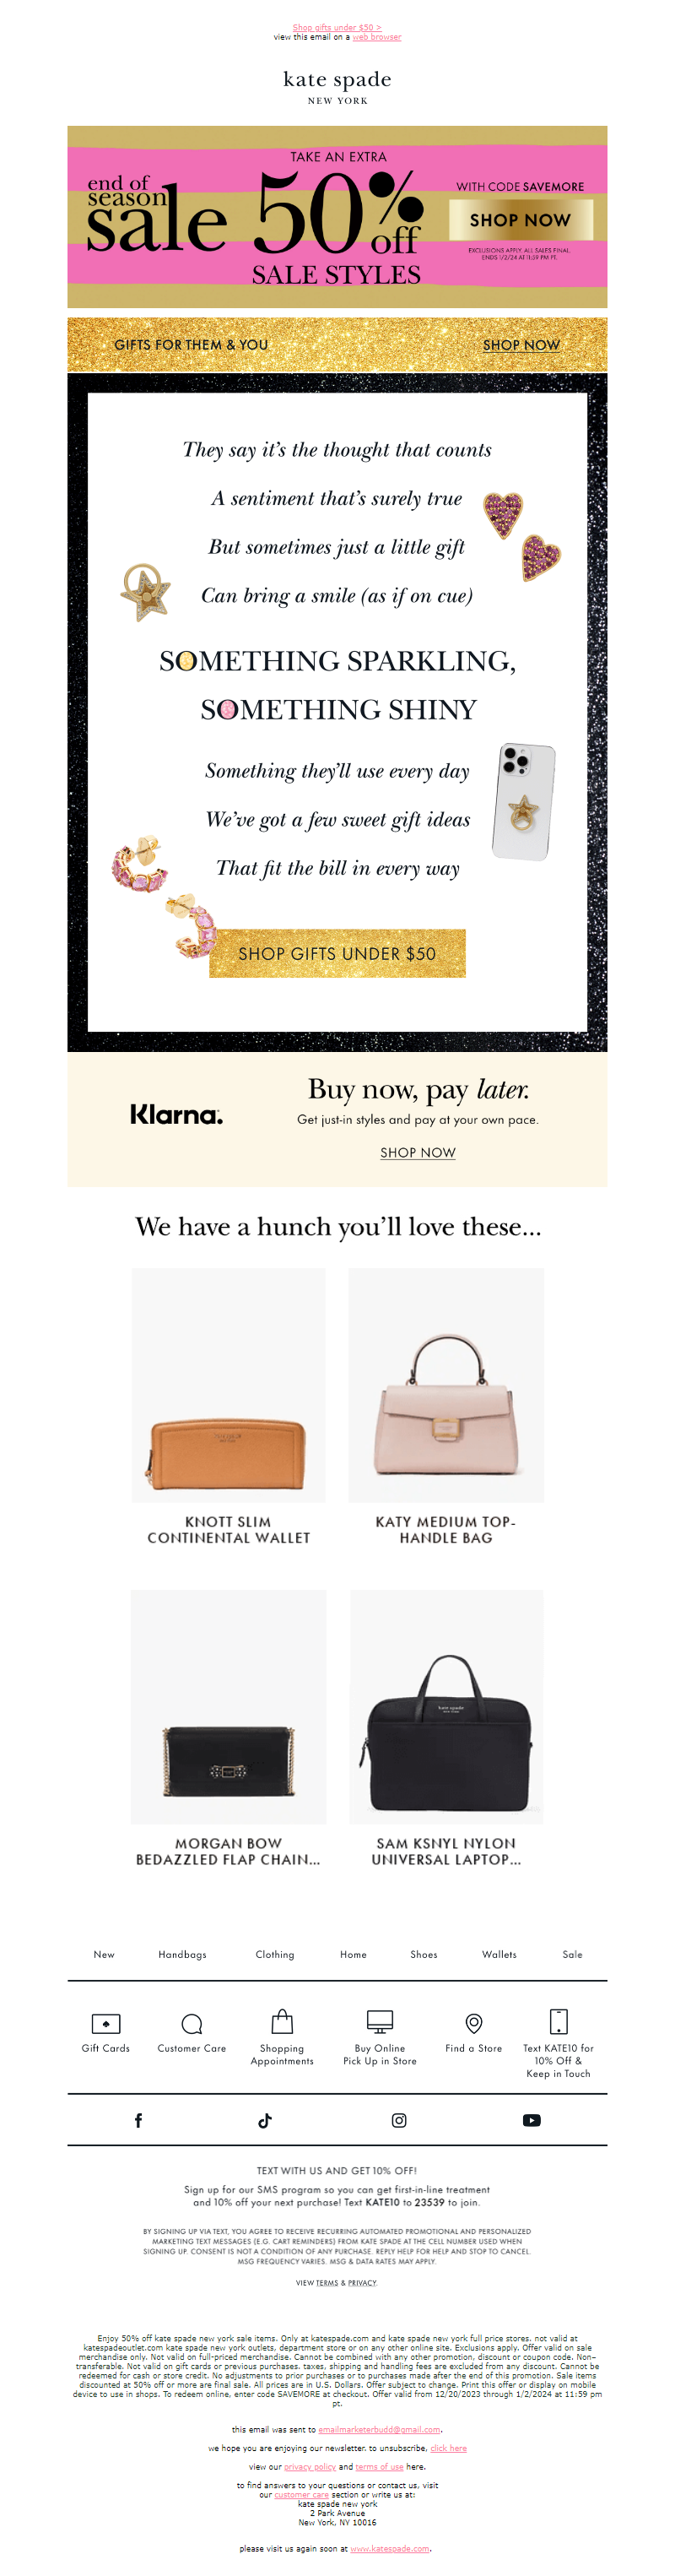 Shop gifts under $50 >
view this email on a web browser
kate spade
NEW YORK
TAKE AN EXTRA
end of
season
sale
50%
off
SALE STYLES
WITH CODE SAVEMORE
SHOP NOW
EXCLUSIONS APPLY. ALL SALES FINAL.
ENDS 1/2/24 AT 11:59 PM PT.
GIFTS FOR THEM & YOU
SHOP NOW
They say it's the thought that counts
A sentiment that's surely true
But sometimes just a little gift
Can bring a smile (as if on cue)
SOMETHING SPARKLING,
SOMETHING SHINY
Something they'll use every day
We've got a few sweet gift ideas
That fit the bill in every way
SHOP GIFTS UNDER $50
Klarna.
Buy now, pay later.
Get just-in styles and pay at your own pace.
SHOP NOW
We have a hunch you'll love these...
KNOTT SLIM
CONTINENTAL WALLET
KATY MEDIUM TOP-
HANDLE BAG
kate spade
NEW YORK
MORGAN BOW
BEDAZZLED FLAP CHAIN...
SAM KSNYL NYLON
UNIVERSAL LAPTOP...
New
Handbags
Clothing
Home
Shoes
Wallets
Sale
Gift Cards
Customer Care
Shopping
Appointments
Buy Online
Pick Up in Store
Find a Store
Text KATE10 for
10% Off &
Keep in Touch
TEXT WITH US AND GET 10% OFF!
Sign up for our SMS program so you can get first-in-line treatment
and 10% off your next purchase! Text KATE10 to 23539 to join.
BY SIGNING UP VIA TEXT, YOU AGREE TO RECEIVE RECURRING AUTOMATED PROMOTIONAL AND PERSONALIZED
MARKETING TEXT MESSAGES (E.G. CART REMINDERS) FROM KATE SPADE AT THE CELL NUMBER USED WHEN
SIGNING UP. CONSENT IS NOT A CONDITION OF ANY PURCHASE. REPLY HELP FOR HELP AND STOP TO CANCEL.
MSG FREQUENCY VARIES. MSG & DATA RATES MAY APPLY.
VIEW TERMS & PRIVACY.
Enjoy 50% off kate spade new york sale items. Only at katespade.com and kate spade new york full price stores. not valid at
katespadeoutlet.com kate spade new york outlets, department store or on any other online site. Exclusions apply. Offer valid on sale
merchandise only. Not valid on full-priced merchandise. Cannot be combined with any other promotion, discount or coupon code. Non-
transferable. Not valid on gift cards or previous purchases. taxes, shipping and handling fees are excluded from any discount. Cannot be
redeemed for cash or store credit. No adjustments to prior purchases or to purchases made after the end of this promotion. Sale items
discounted at 50% off or more are final sale. All prices are in U.S. Dollars. Offer subject to change. Print this offer or display on mobile
device to use in shops. To redeem online, enter code SAVEMORE at checkout. Offer valid from 12/20/2023 through 1/2/2024 at 11:59 pm
pt.
this email was sent to emailmarketerbudd@gmail.com.
we hope you are enjoying our newsletter. to unsubscribe, click here
view our privacy policy and terms of use here.
to find answers to your questions or contact us, visit
our customer care section or write us at:
kate spade new york
2 Park Avenue
New York, NY 10016
please visit us again soon at www.katespade.com.